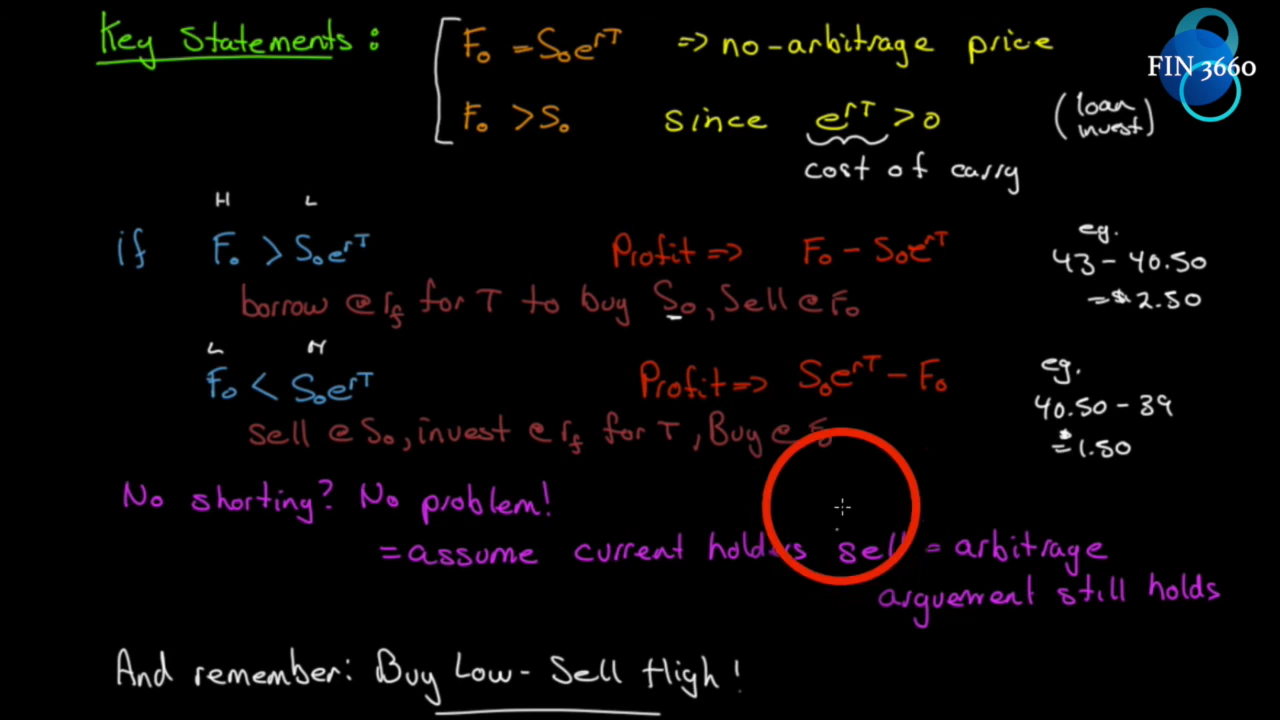 Key Statements: F₀ = S₀e^rT => no-arbitrage price
FIN 3660
F₀ > S₀ since e^rT > 0 (loan invest)
cost of carry
H L
if F₀ > S₀e^rT Profit => F₀ - S₀e^rT
eg.
43 - 40.50
= $2.50
borrow @ rf for T to buy S₀, Sell @ F₀
L H
F₀ < S₀e^rT Profit => S₀e^rT - F₀
eg.
40.50 - 39
= $1.50
sell @ S₀, invest @ rf for T, Buy @ F₀
No shorting? No problem!
= assume current holders sell = arbitrage
arguement still holds
And remember: Buy Low - Sell High!